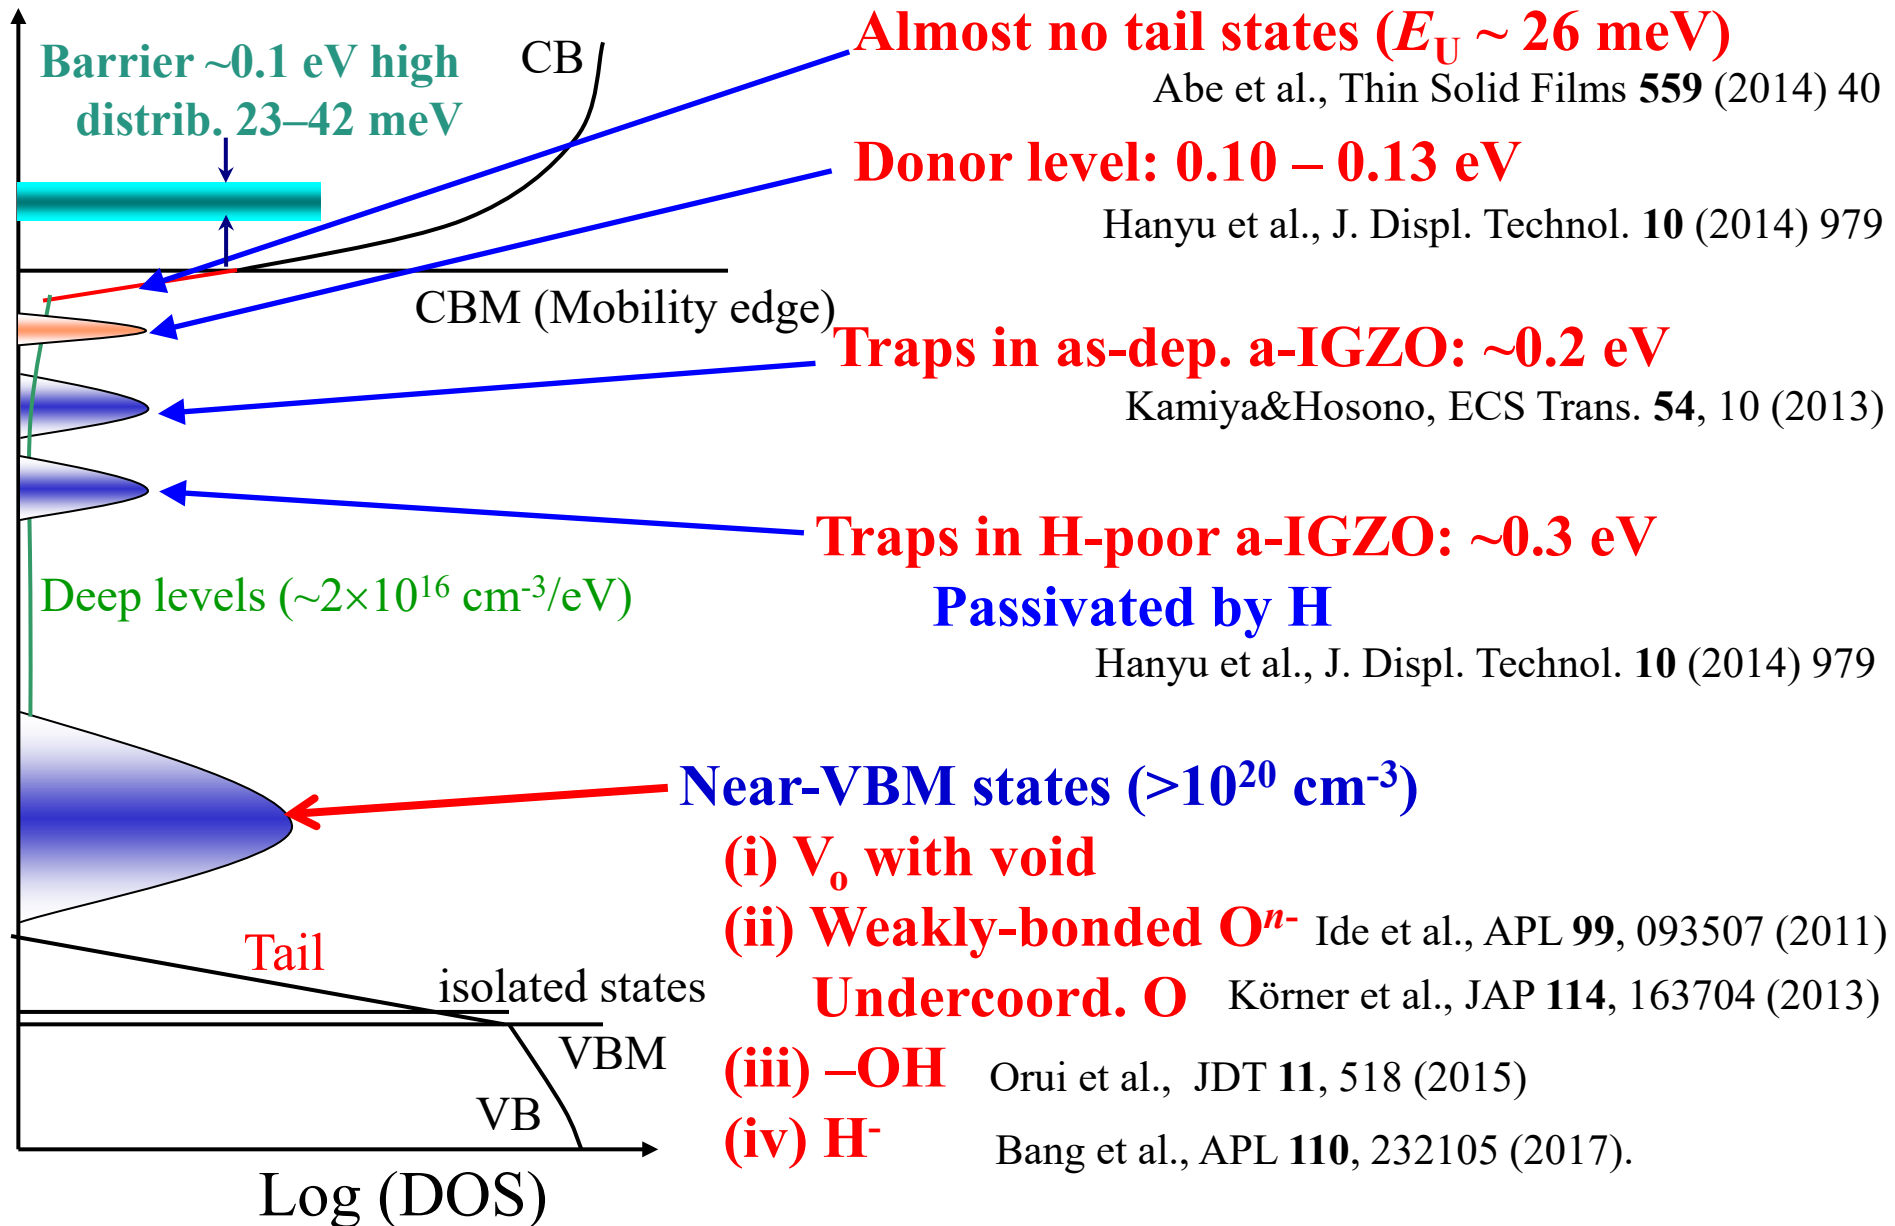 Barrier ~0.1 eV high
distrib. 23–42 meV
CB
Almost no tail states (E_U ~ 26 meV)
Abe et al., Thin Solid Films 559 (2014) 40
Donor level: 0.10 – 0.13 eV
Hanyu et al., J. Displ. Technol. 10 (2014) 979
CBM (Mobility edge)
Traps in as-dep. a-IGZO: ~0.2 eV
Kamiya&Hosono, ECS Trans. 54, 10 (2013)
Traps in H-poor a-IGZO: ~0.3 eV
Deep levels (~2×10¹⁶ cm⁻³/eV)
Passivated by H
Hanyu et al., J. Displ. Technol. 10 (2014) 979
Near-VBM states (>10²⁰ cm⁻³)
(i) Vₒ with void
(ii) Weakly-bonded Oⁿ⁻ Ide et al., APL 99, 093507 (2011)
Tail
isolated states
Undercoord. O Körner et al., JAP 114, 163704 (2013)
VBM
(iii) –OH Orui et al., JDT 11, 518 (2015)
VB
(iv) H⁻ Bang et al., APL 110, 232105 (2017).
Log (DOS)